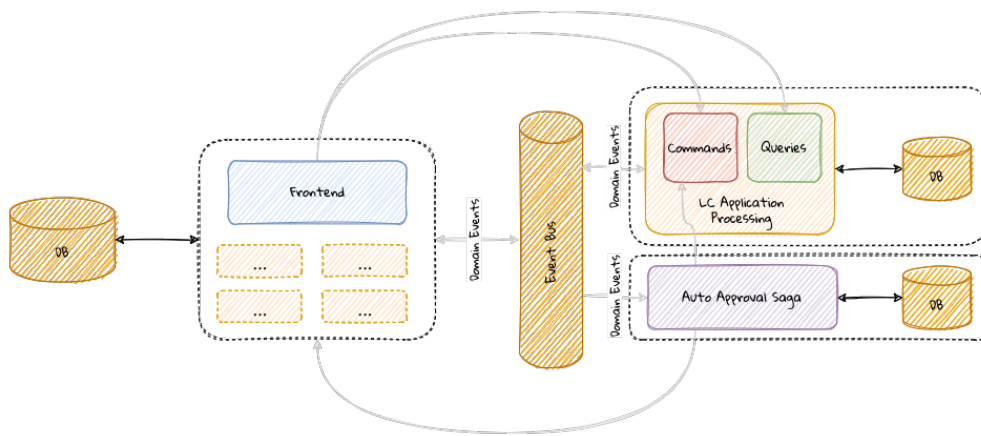 Frontend
DB
...
...
...
...
Domain Events
Event Bus
Domain Events
Commands
Queries
LC Application
Processing
DB
Domain Events
Auto Approval Saga
DB